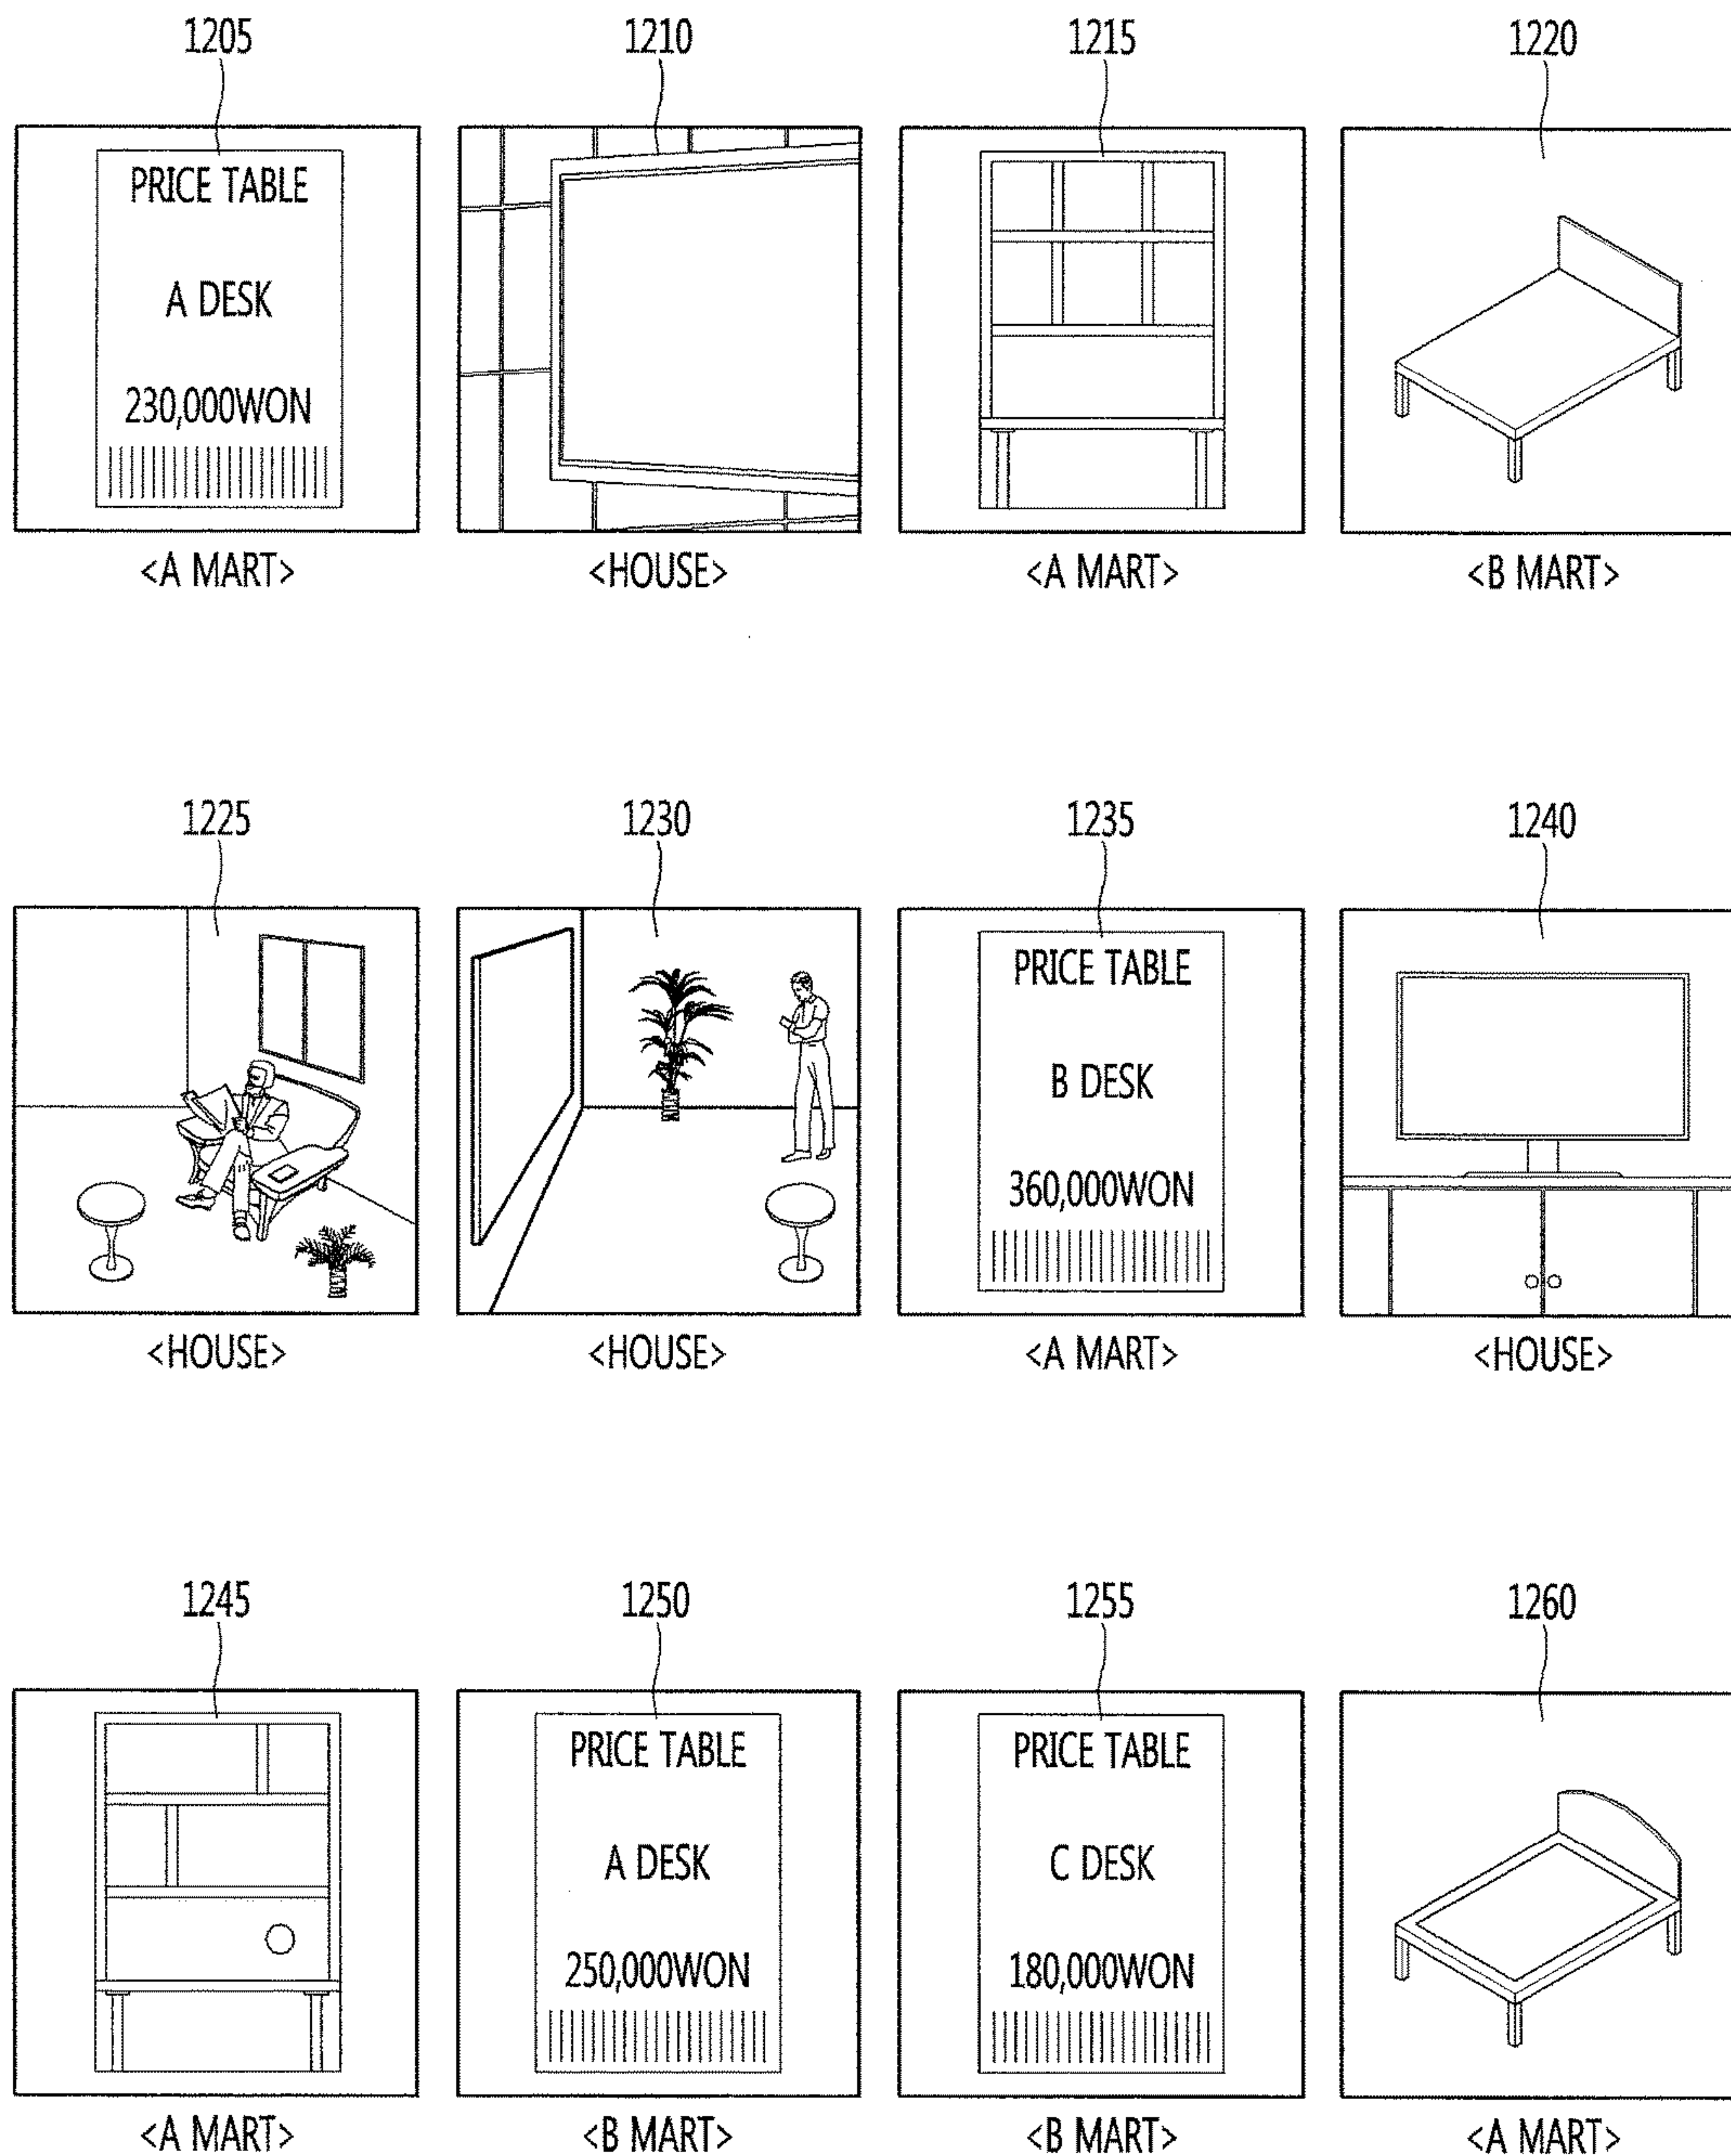 1205 1210 1215 1220
PRICE TABLE
A DESK
230,000WON
<A MART> <HOUSE> <A MART> <B MART>
1225 1230 1235 1240
PRICE TABLE
B DESK
360,000WON
<HOUSE> <HOUSE> <A MART> <HOUSE>
1245 1250 1255 1260
PRICE TABLE PRICE TABLE
A DESK C DESK
250,000WON 180,000WON
<A MART> <B MART> <B MART> <A MART>